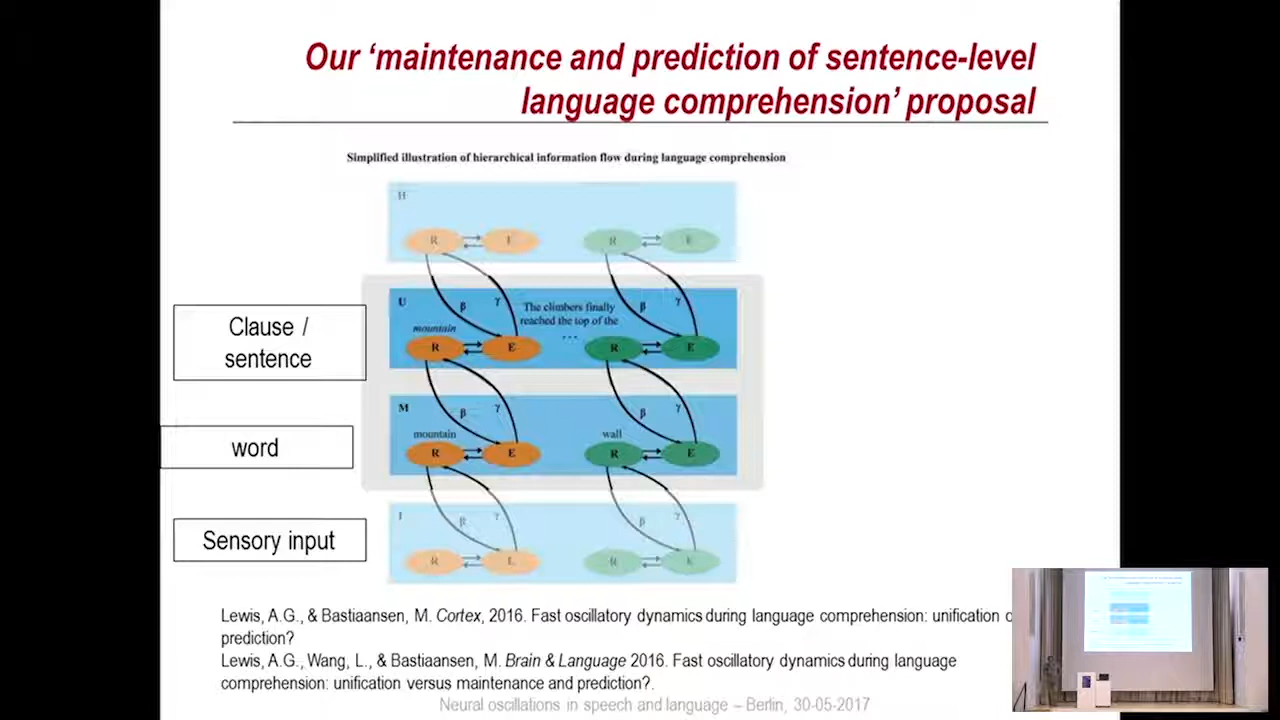 Our ‘maintenance and prediction of sentence-level
language comprehension’ proposal
Simplified illustration of hierarchical information flow during language comprehension
H
R E R E
β γ β γ
U
The climbers finally
reached the top of the
...
mountain
R E R E
Clause /
sentence
β γ β γ
M
mountain wall
R E R E
word
β γ β γ
I
R E R E
Sensory input
Lewis, A.G., & Bastiaansen, M. Cortex, 2016. Fast oscillatory dynamics during language comprehension: unification
prediction?
Lewis, A.G., Wang, L., & Bastiaansen, M. Brain & Language 2016. Fast oscillatory dynamics during language
comprehension: unification versus maintenance and prediction?.
Neural oscillations in speech and language – Berlin, 30-05-2017